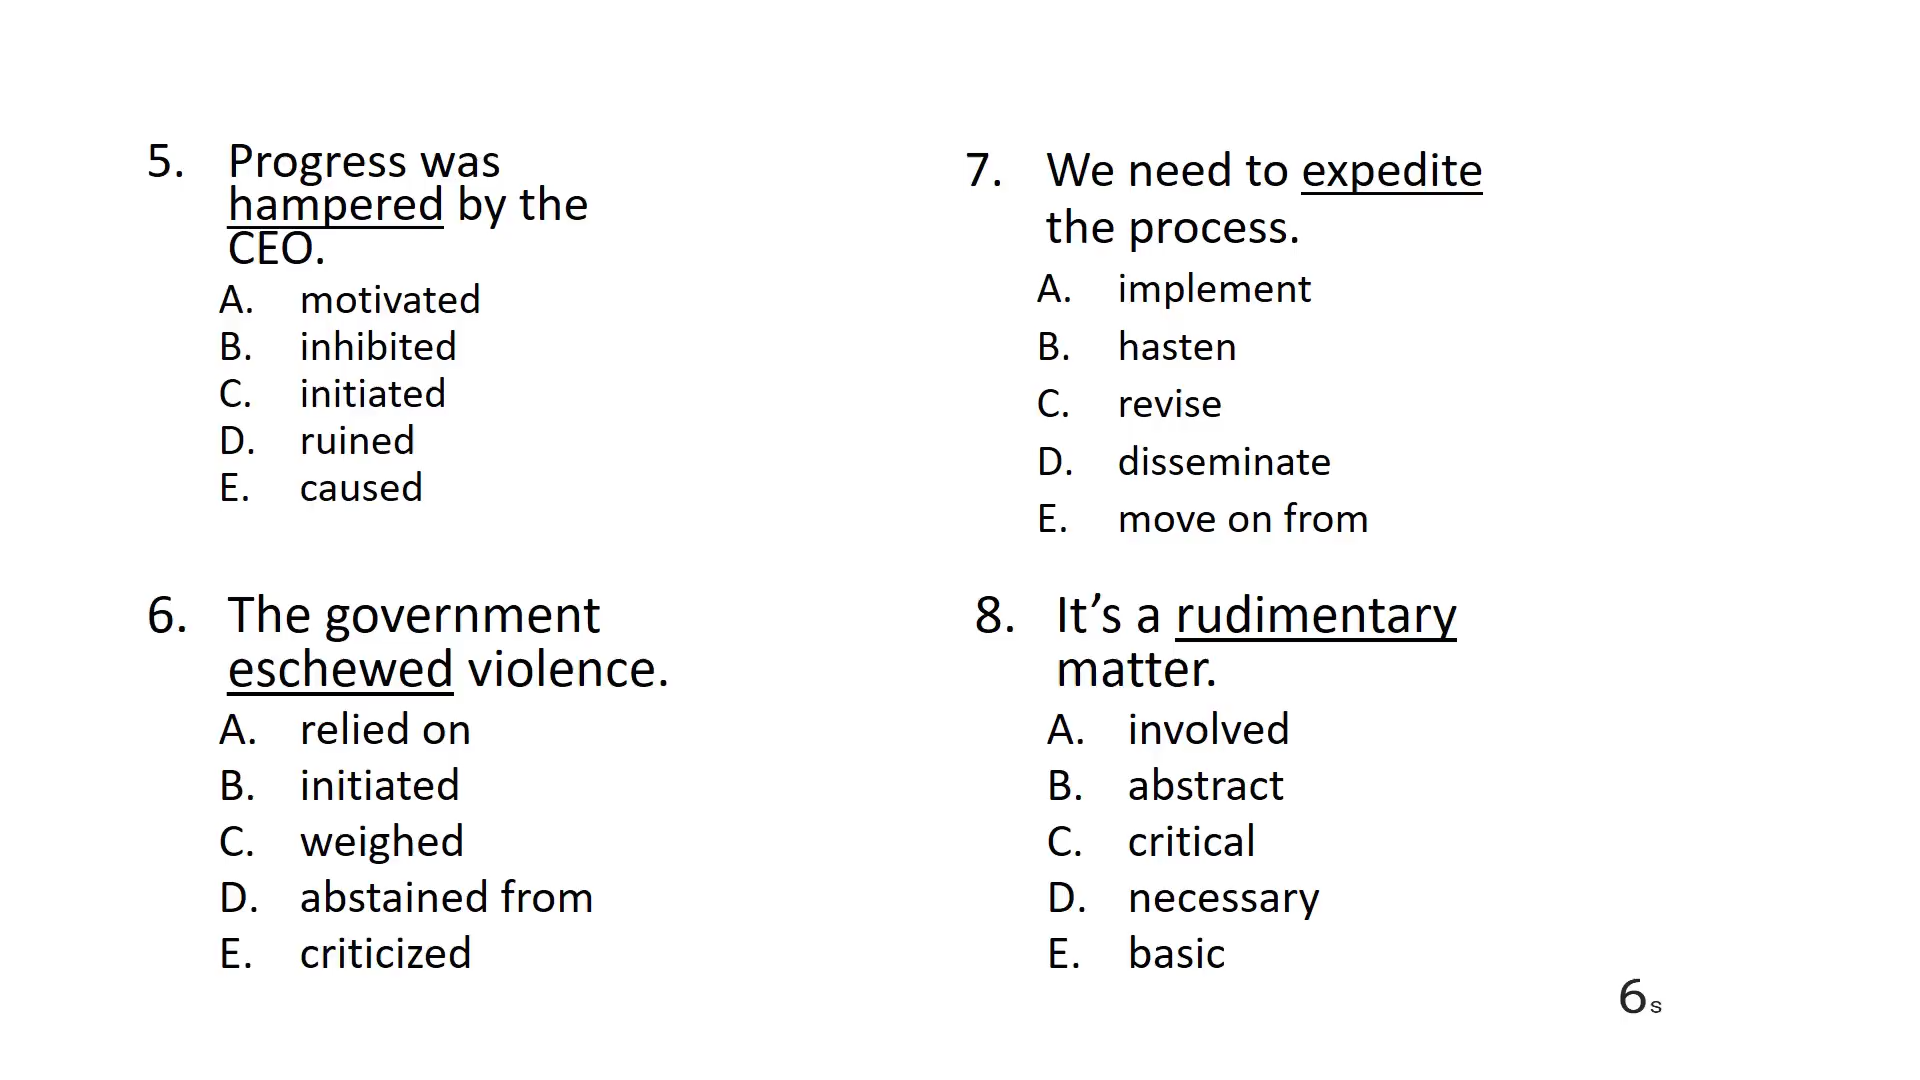 5. Progress was
hampered by the
CEO.
A. motivated
B. inhibited
C. initiated
D. ruined
E. caused
6. The government
eschewed violence.
A. relied on
B. initiated
C. weighed
D. abstained from
E. criticized
7. We need to expedite
the process.
A. implement
B. hasten
C. revise
D. disseminate
E. move on from
8. It’s a rudimentary
matter.
A. involved
B. abstract
C. critical
D. necessary
E. basic
6s